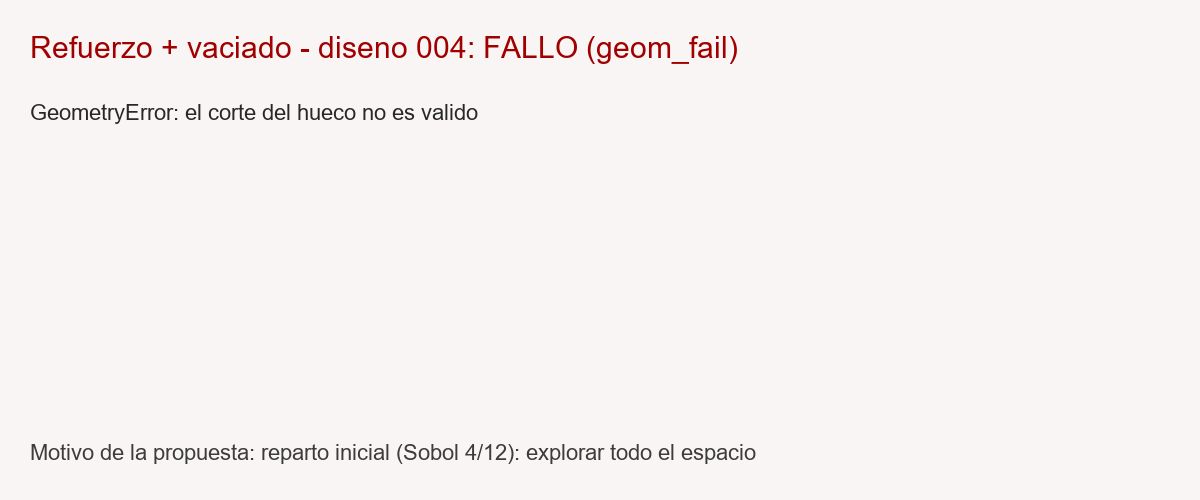 Refuerzo + vaciado - diseno 004: FALLO (geom_fail)
GeometryError: el corte del hueco no es valido
Motivo de la propuesta: reparto inicial (Sobol 4/12): explorar todo el espacio